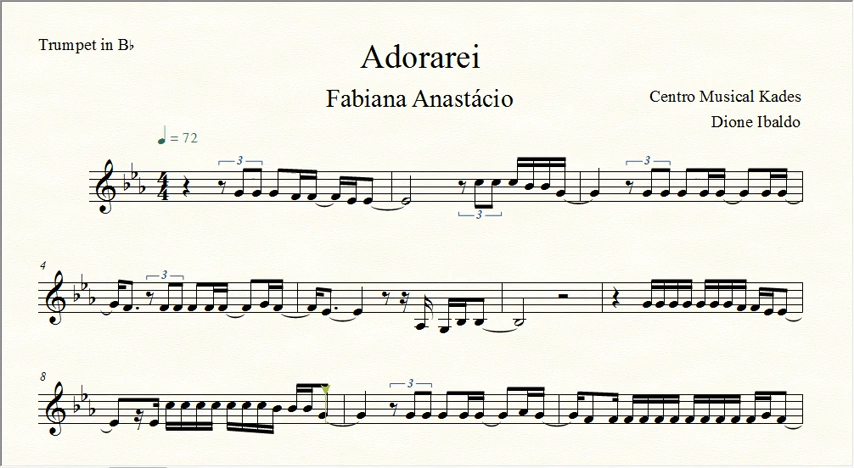 Trumpet in B♭
Adorarei
Fabiana Anastácio
Centro Musical Kades
Dione Ibaldo
♩ = 72
3
3
3
4
3
8
3